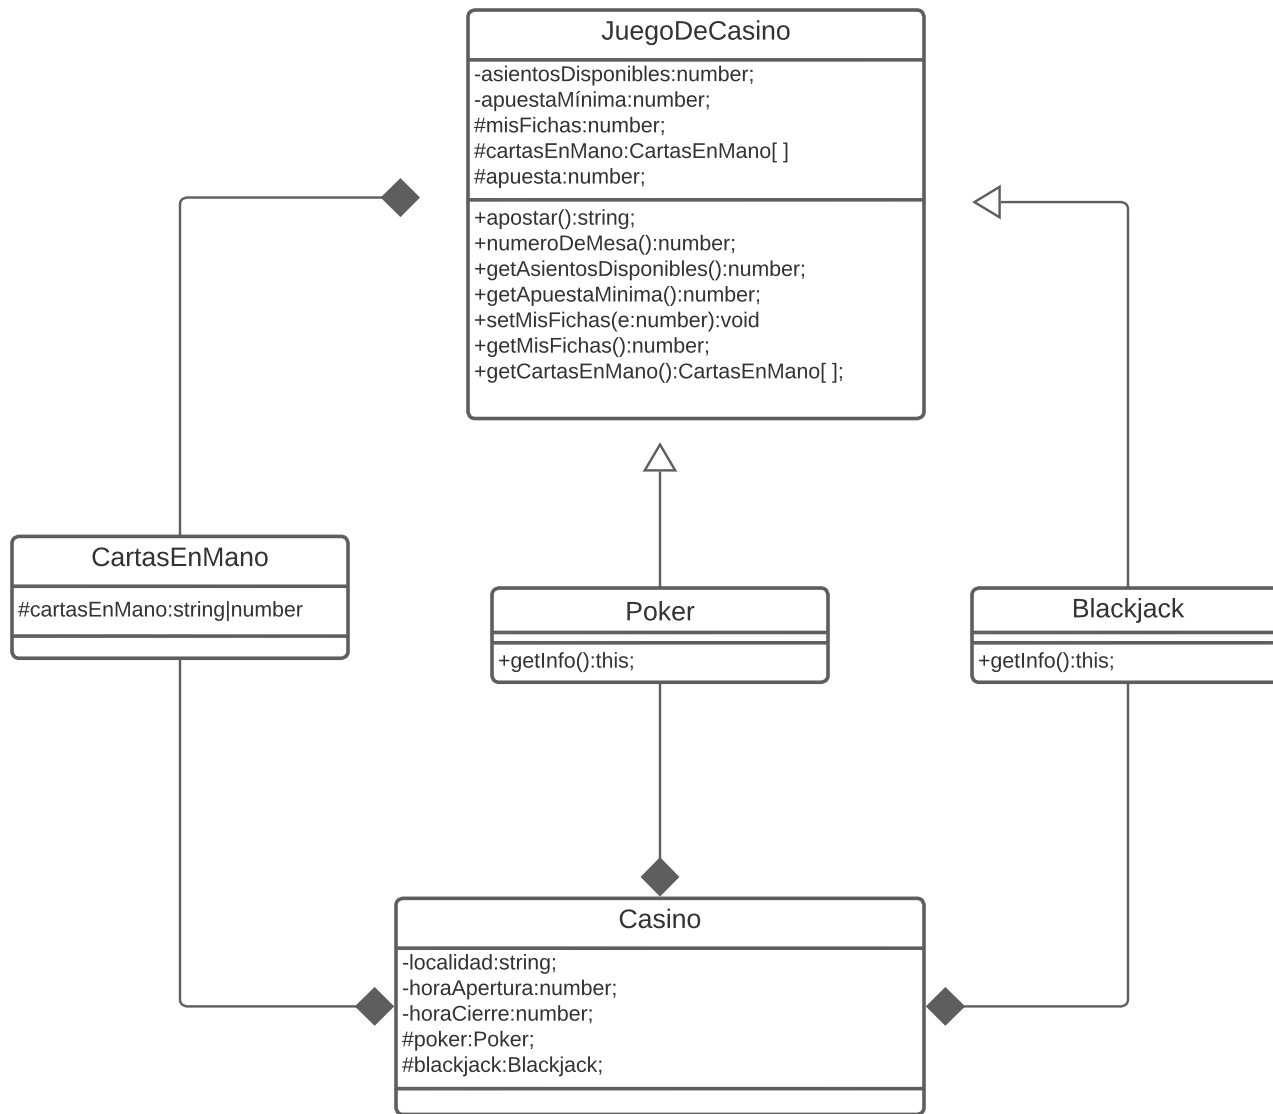 JuegoDeCasino
-asientosDisponibles:number;
-apuestaMínima:number;
#misFichas:number;
#cartasEnMano:CartasEnMano[ ]
#apuesta:number;
+apostar():string;
+numeroDeMesa():number;
+getAsientosDisponibles():number;
+getApuestaMinima():number;
+setMisFichas(e:number):void
+getMisFichas():number;
+getCartasEnMano():CartasEnMano[ ];
CartasEnMano
#cartasEnMano:string|number
Poker
+getInfo():this;
Blackjack
+getInfo():this;
Casino
-localidad:string;
-horaApertura:number;
-horaCierre:number;
#poker:Poker;
#blackjack:Blackjack;